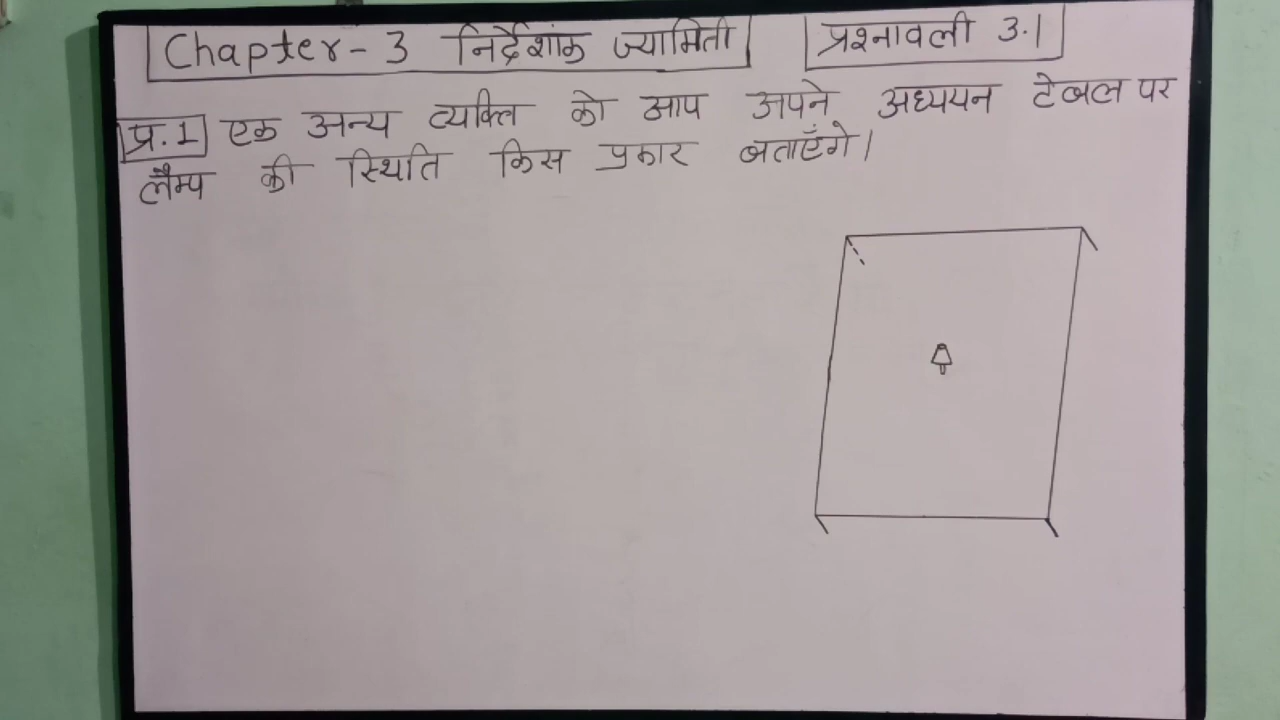 Chapter-3 निर्देशांक ज्यामिती प्रश्नावली 3.1
प्र.1 एक अन्य व्यक्ति को आप अपने अध्ययन टेबल पर
लैम्प की स्थिति किस प्रकार बताएँगे।